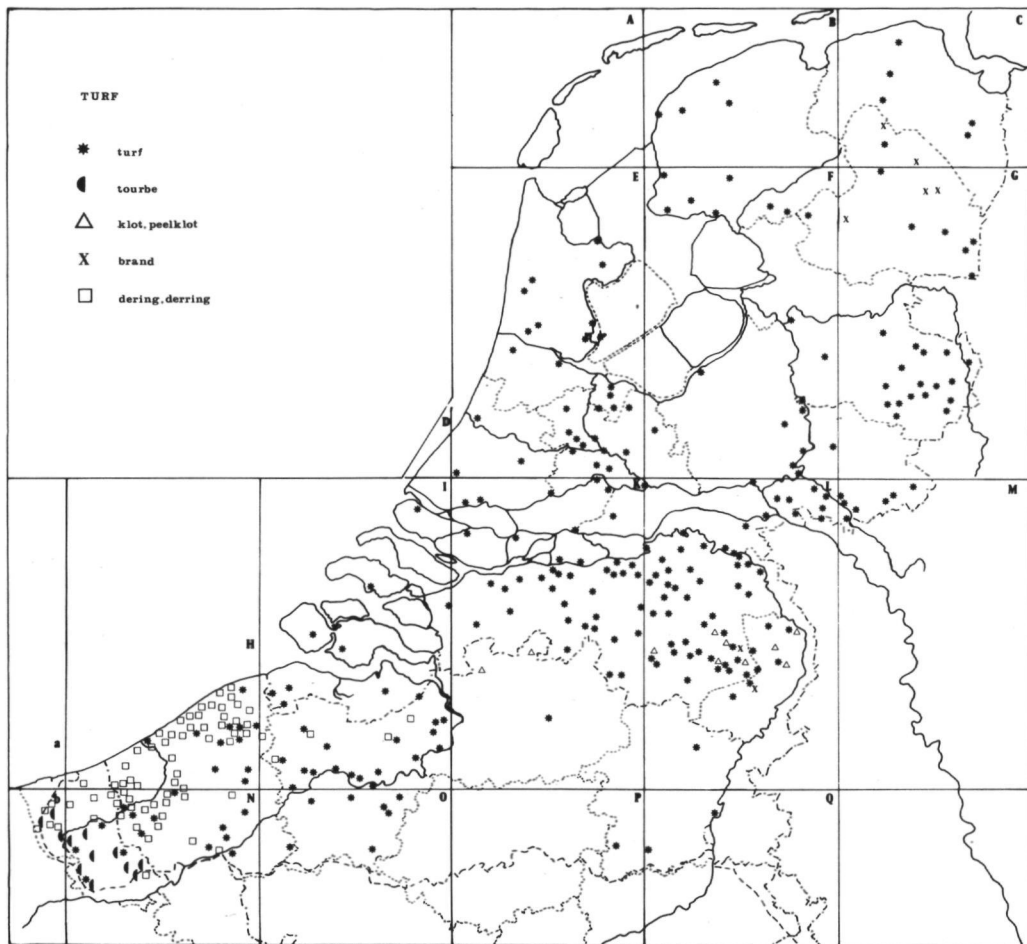 A B C
TURF
turf
E F G
tourbe
klot, peelklot
X brand
dering, derring
D
I K L M
H
a
b N O P Q